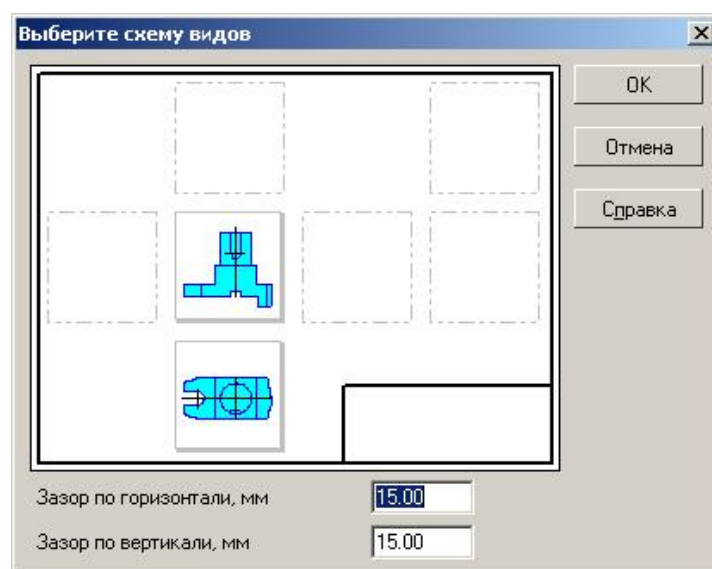 Выберите схему видов
OK
Отмена
Справка
Зазор по горизонтали, мм 15.00
Зазор по вертикали, мм 15.00